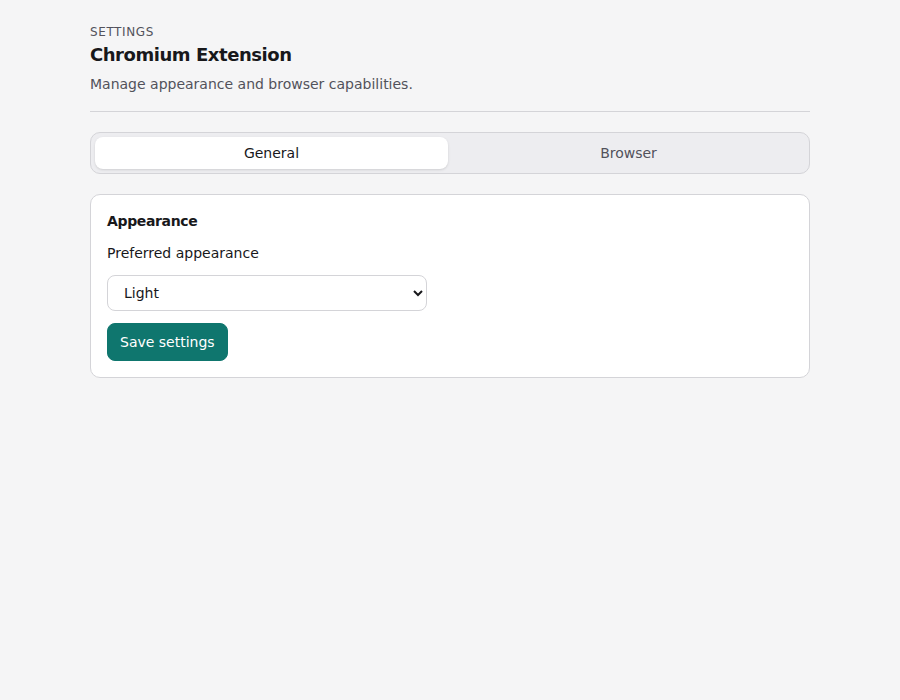 SETTINGS
Chromium Extension
Manage appearance and browser capabilities.
General
Browser
Appearance
Preferred appearance
Light
Save settings